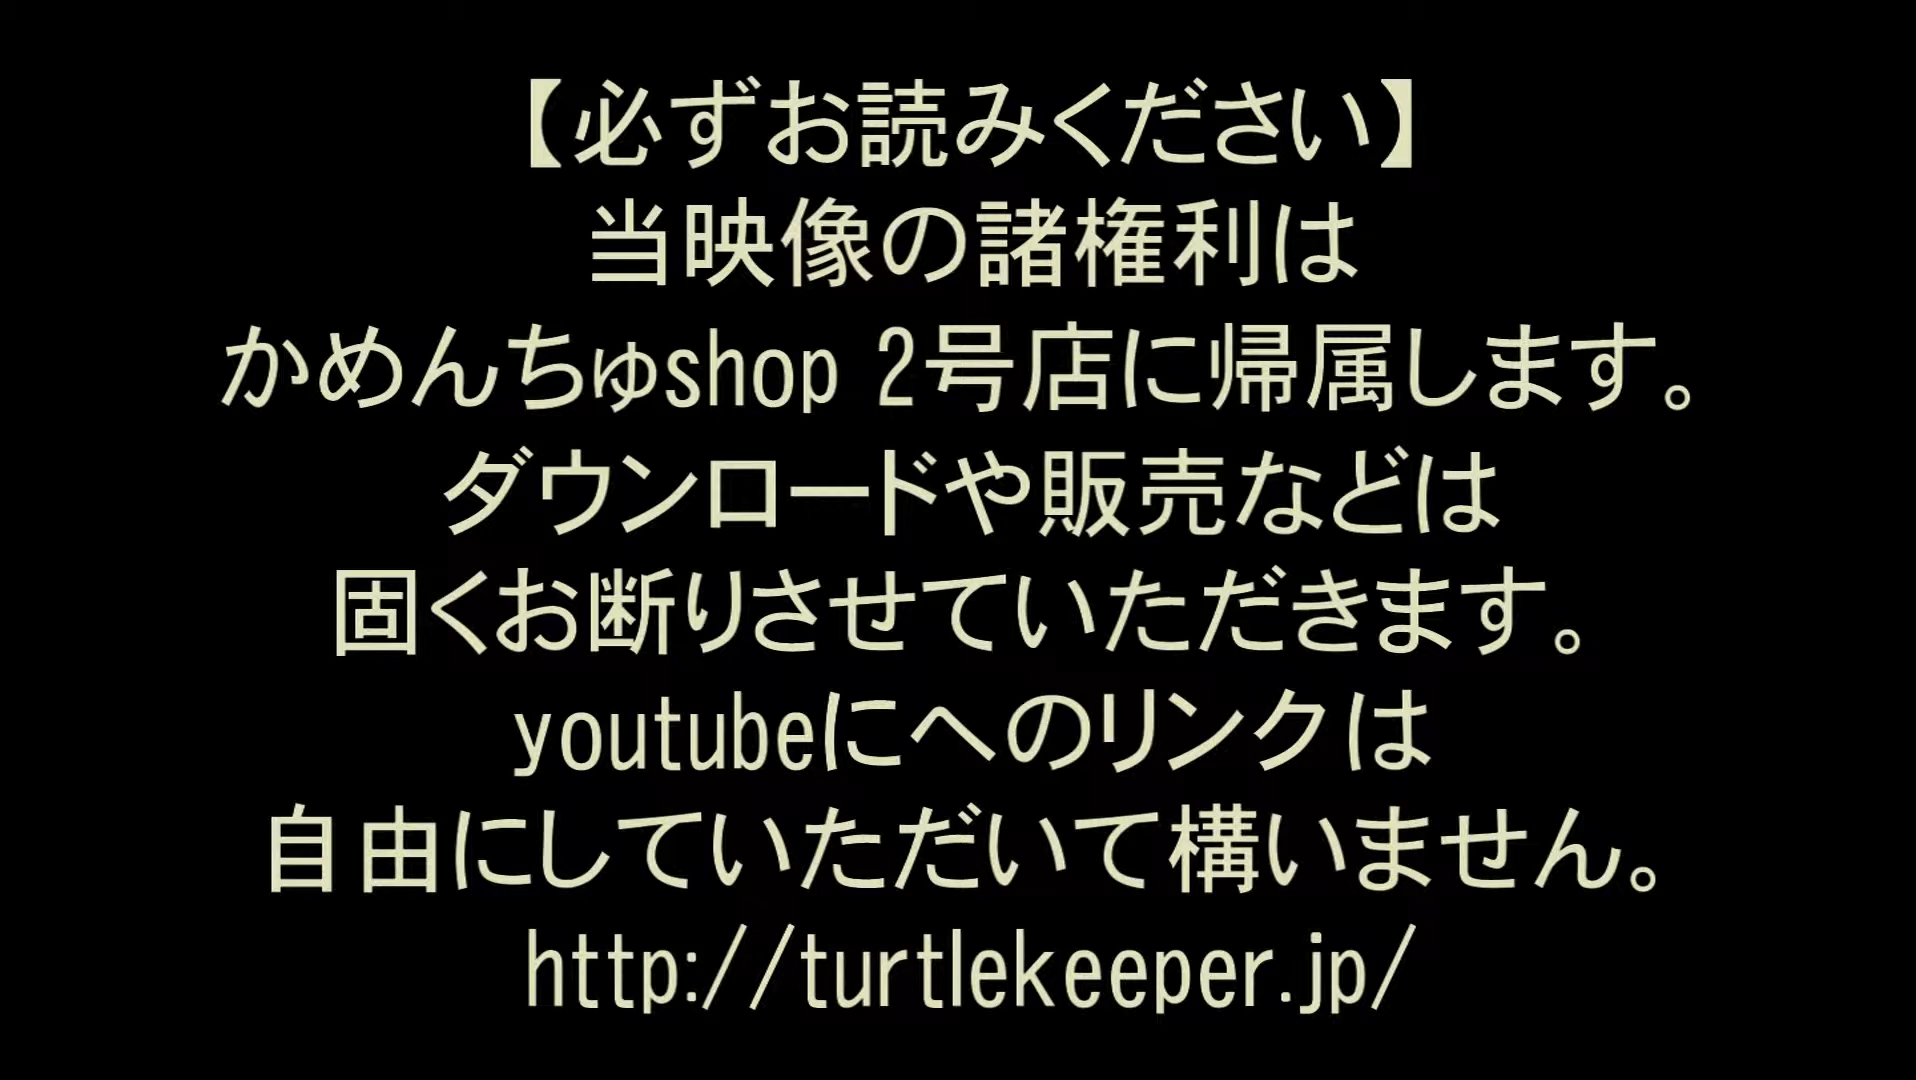 【必ずお読みください】
当映像の諸権利は
かめんちゅshop 2号店に帰属します。
ダウンロードや販売などは
固くお断りさせていただきます。
youtubeにへのリンクは
自由にしていただいて構いません。
http://turtlekeeper.jp/